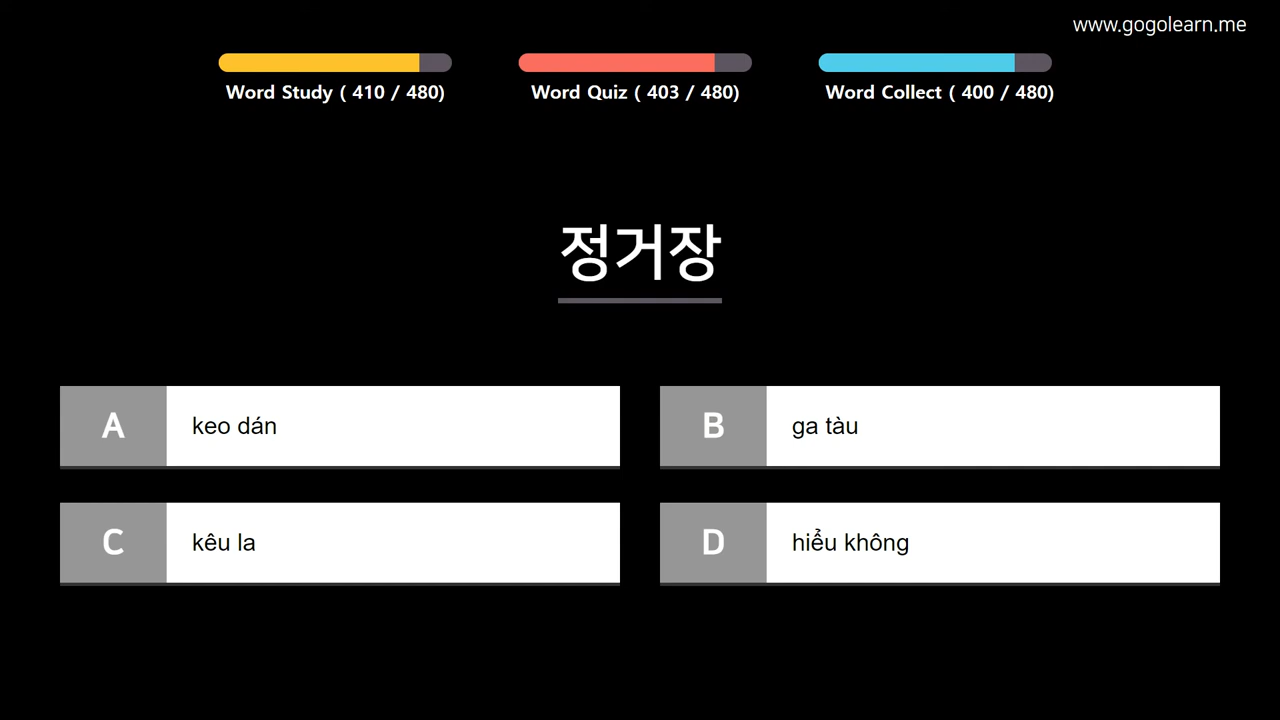 www.gogolearn.me
Word Study ( 410 / 480)
Word Quiz ( 403 / 480)
Word Collect ( 400 / 480)
정거장
A keo dán
B ga tàu
C kêu la
D hiểu không